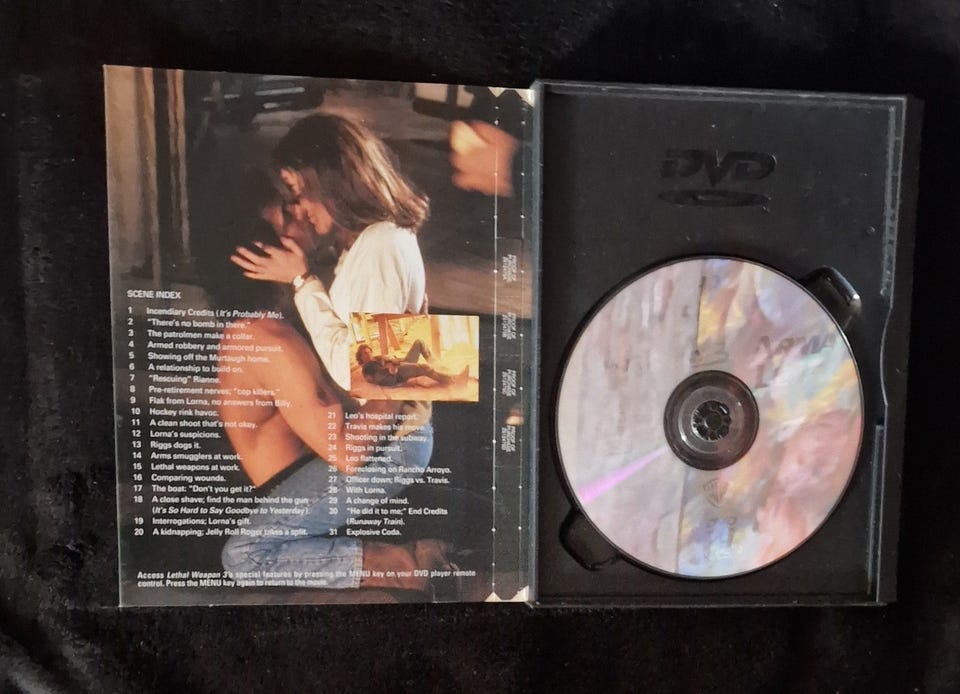 SCENE INDEX
1 Incendiary Credits (It's Probably Me).
2 "There's no bomb in there."
3 The patrolmen make a collar.
4 Armed robbery and armored pursuit.
5 Showing off the Murtaugh home.
6 A relationship to build on.
7 "Rescuing" Rianne.
8 Pre-retirement nerves; "cop killers."
9 Flak from Lorna, no answers from Billy.
10 Hockey rink havoc.
11 A clean shoot that's not okay.
12 Lorna's suspicions.
13 Riggs dogs it.
14 Arms smugglers at work.
15 Lethal weapons at work.
16 Comparing wounds.
17 The boat: "Don't you get it?"
18 A close shave; find the man behind the gun
(It's So Hard to Say Goodbye to Yesterday).
19 Interrogations; Lorna's gift.
20 A kidnapping; Jelly Roll Roger takes a split.
21 Leo's hospital report.
22 Travis makes his move.
23 Shooting in the subway.
24 Riggs in pursuit.
25 Leo flattened.
26 Foreclosing on Rancho Arroyo.
27 Officer down; Riggs vs. Travis.
28 With Lorna.
29 A change of mind.
30 "He did it to me;" End Credits
(Runaway Train).
31 Explosive Coda.
Access Lethal Weapon 3's special features by pressing the MENU key on your DVD player remote
control. Press the MENU key again to return to the movie.
DVD